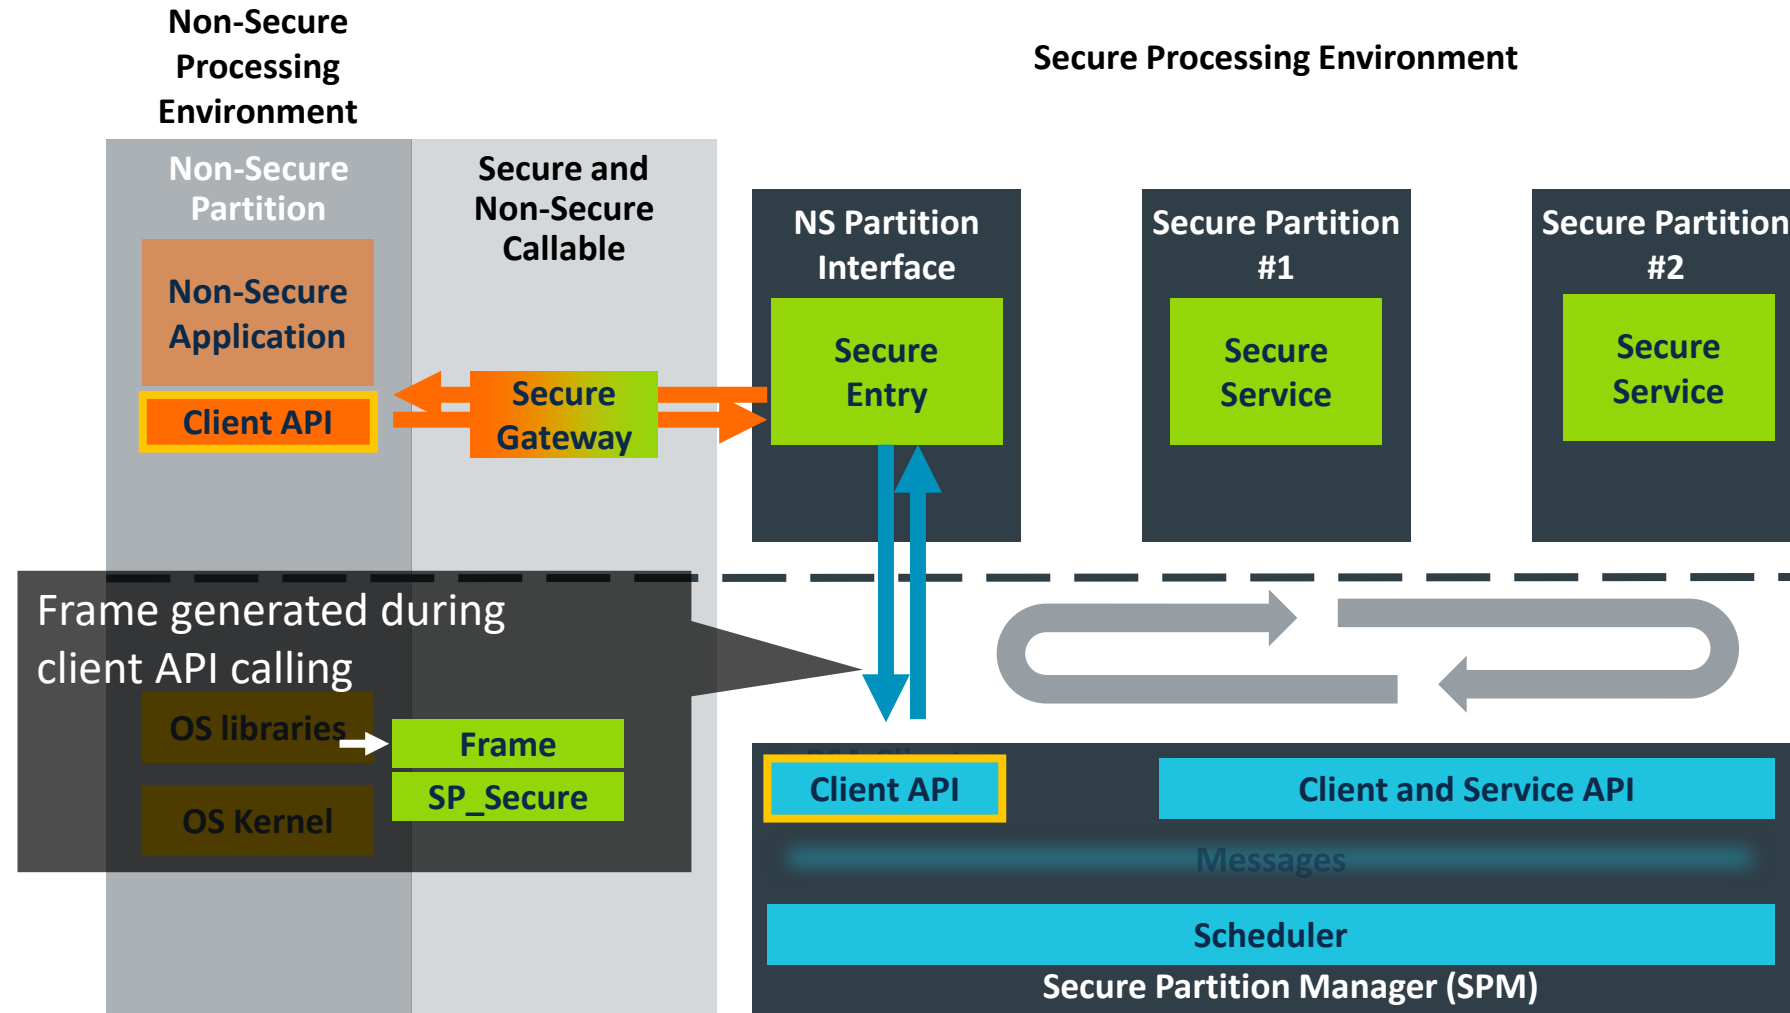 Non-Secure
Processing
Environment
Secure Processing Environment
Non-Secure
Partition
Secure and
Non-Secure
Callable
NS Partition
Interface
Secure Partition
#1
Secure Partition
#2
Non-Secure
Application
Client API
Secure
Gateway
Secure
Entry
Secure
Service
Secure
Service
Frame generated during
client API calling
OS libraries
Frame
SP_Secure
OS Kernel
PSA Client
Client API
Client and Service API
Messages
Scheduler
Secure Partition Manager (SPM)